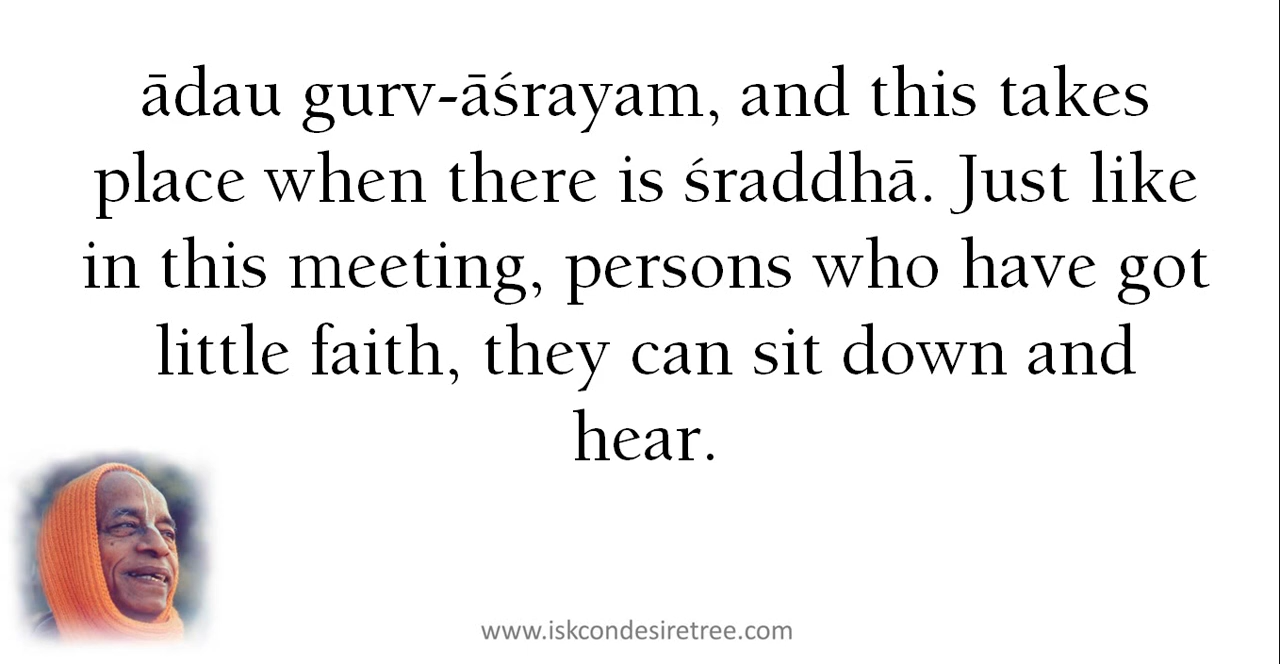 ādau gurv-āśrayam, and this takes
place when there is śraddhā. Just like
in this meeting, persons who have got
little faith, they can sit down and
hear.
www.iskcondesiretree.com